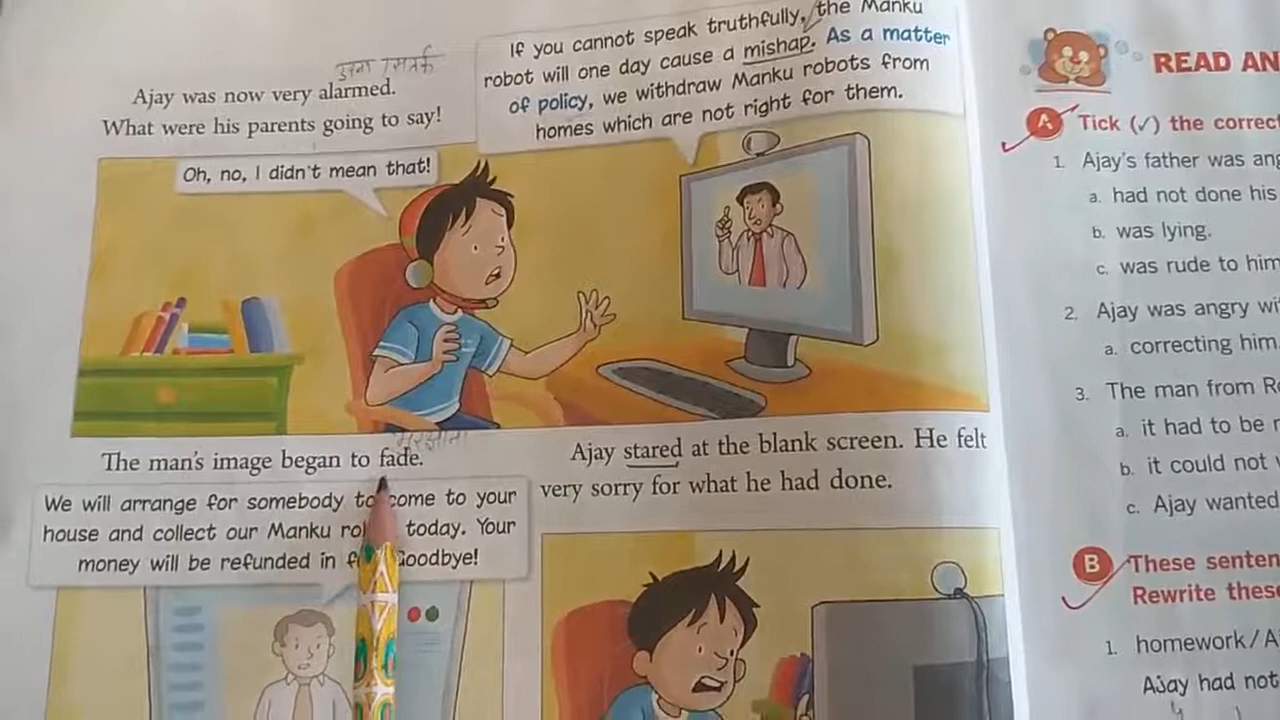 Ajay was now very alarmed.
What were his parents going to say!
If you cannot speak truthfully, the Manku
robot will one day cause a mishap. As a matter
of policy, we withdraw Manku robots from
homes which are not right for them.
Oh, no, I didn't mean that!
मुरझाना
The man's image began to fade.
We will arrange for somebody to come to your
house and collect our Manku today. Your
money will be refunded in Goodbye!
Ajay stared at the blank screen. He felt
very sorry for what he had done.
READ AN
A Tick (✓) the correct
1. Ajay's father was ang
a. had not done his
b. was lying.
c. was rude to him
2. Ajay was angry wi
a. correcting him.
3. The man from Ro
a. it had to be r
b. it could not
c. Ajay wanted
B These senten
Rewrite these
1. homework/A
Ajay had not